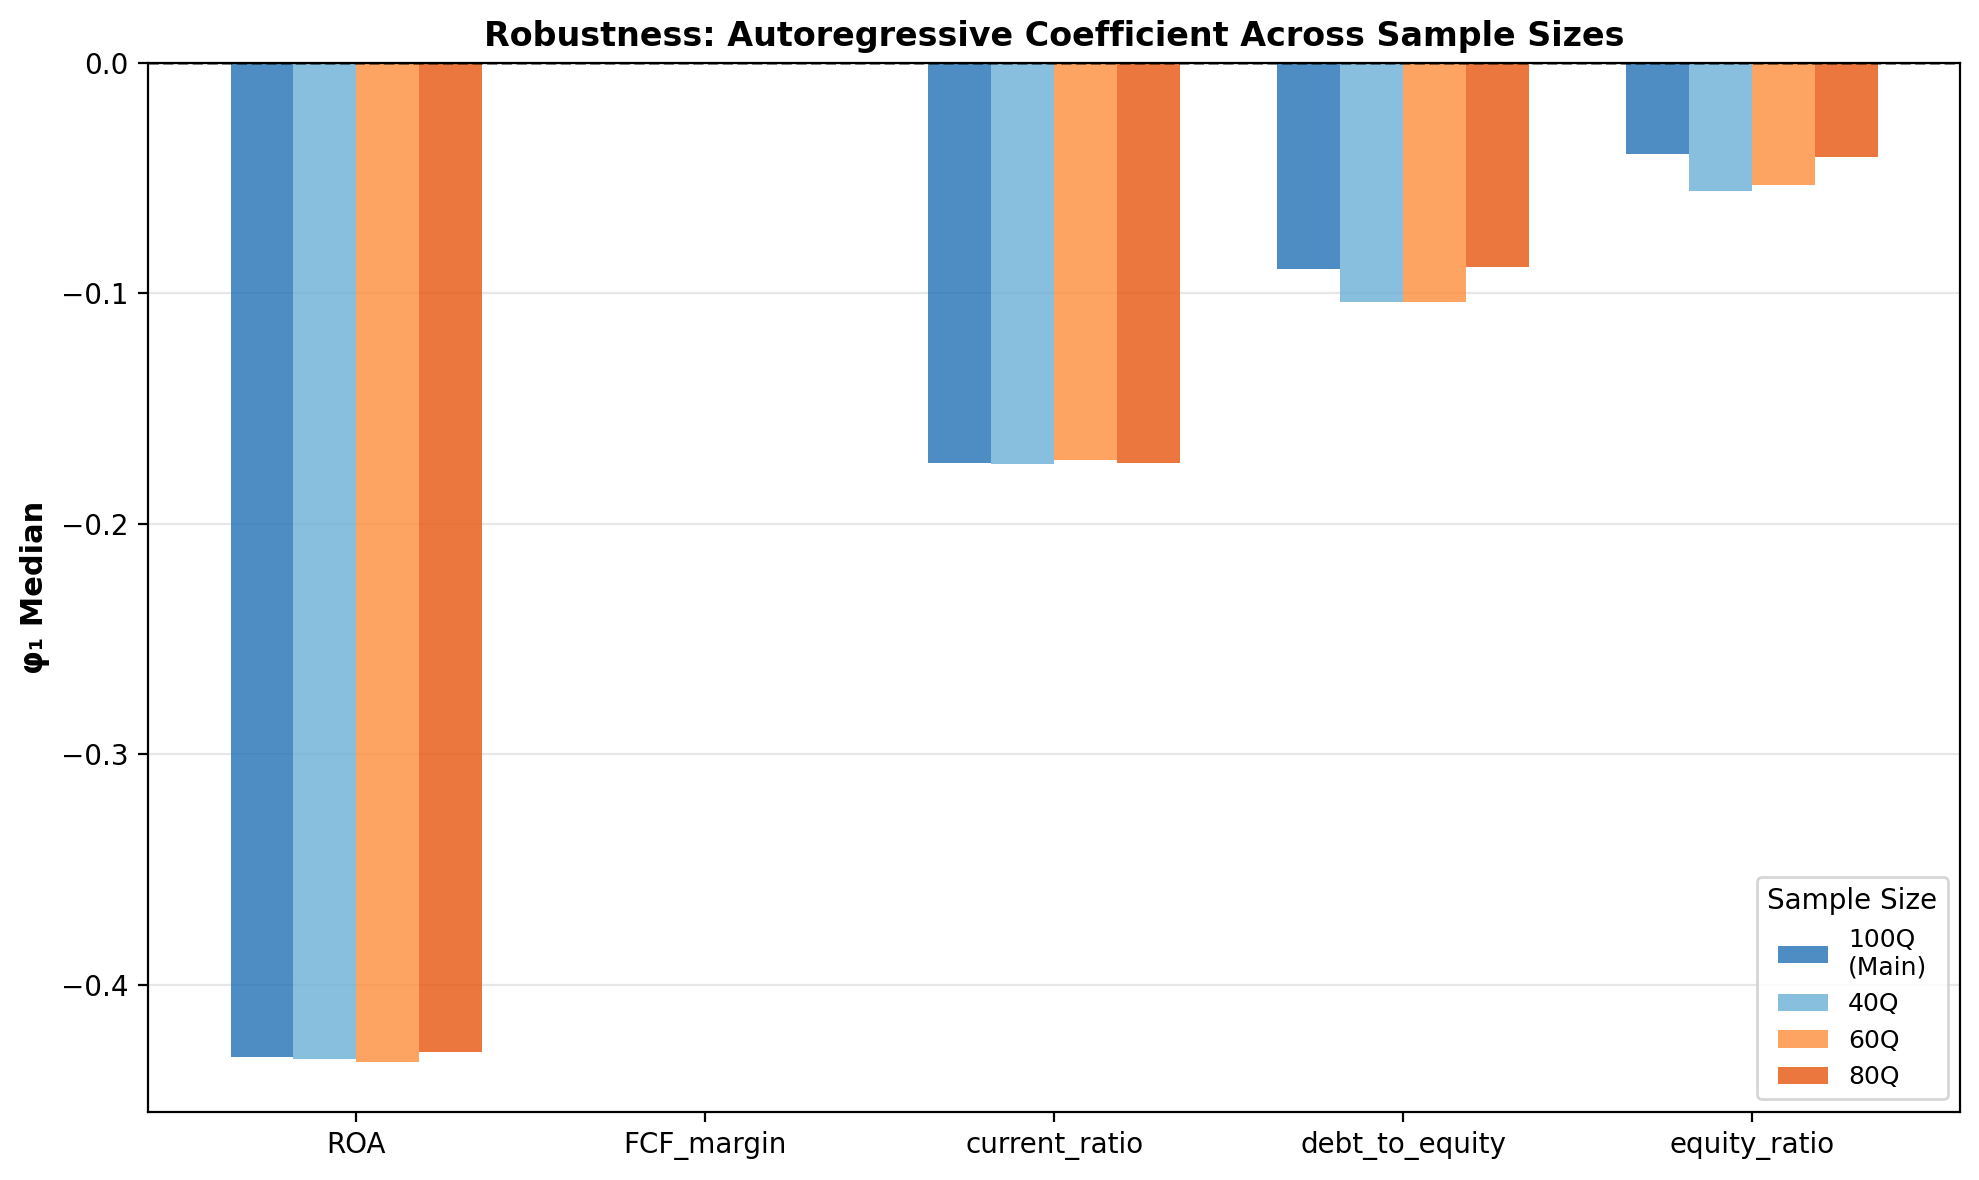 Robustness: Autoregressive Coefficient Across Sample Sizes
φ₁ Median
0.0
−0.1
−0.2
−0.3
−0.4
ROA
FCF_margin
current_ratio
debt_to_equity
equity_ratio
Sample Size
100Q
(Main)
40Q
60Q
80Q